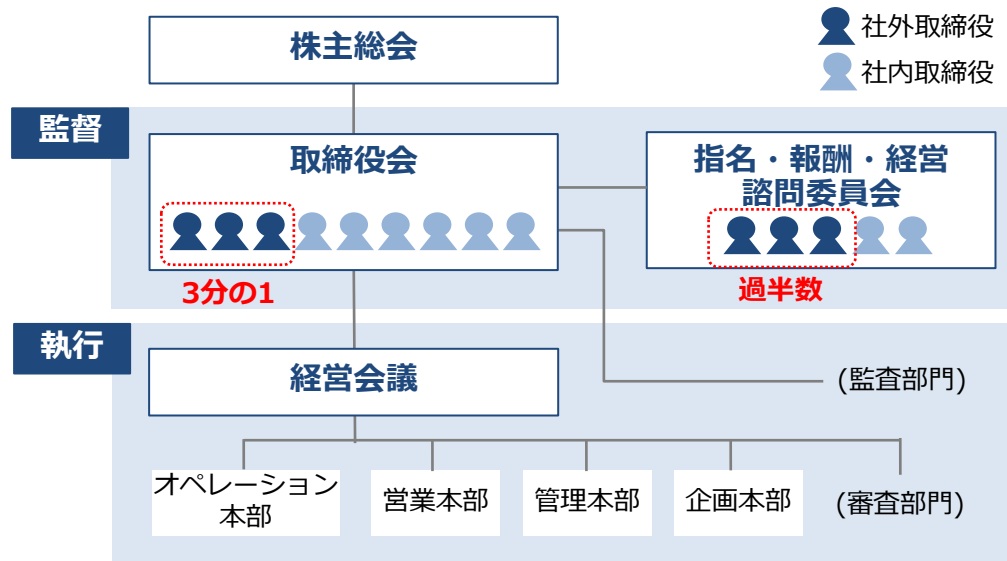 株主総会
社外取締役
社内取締役
監督
取締役会
3分の1
指名・報酬・経営
諮問委員会
過半数
執行
経営会議
(監査部門)
オペレーション
本部
営業本部
管理本部
企画本部
(審査部門)